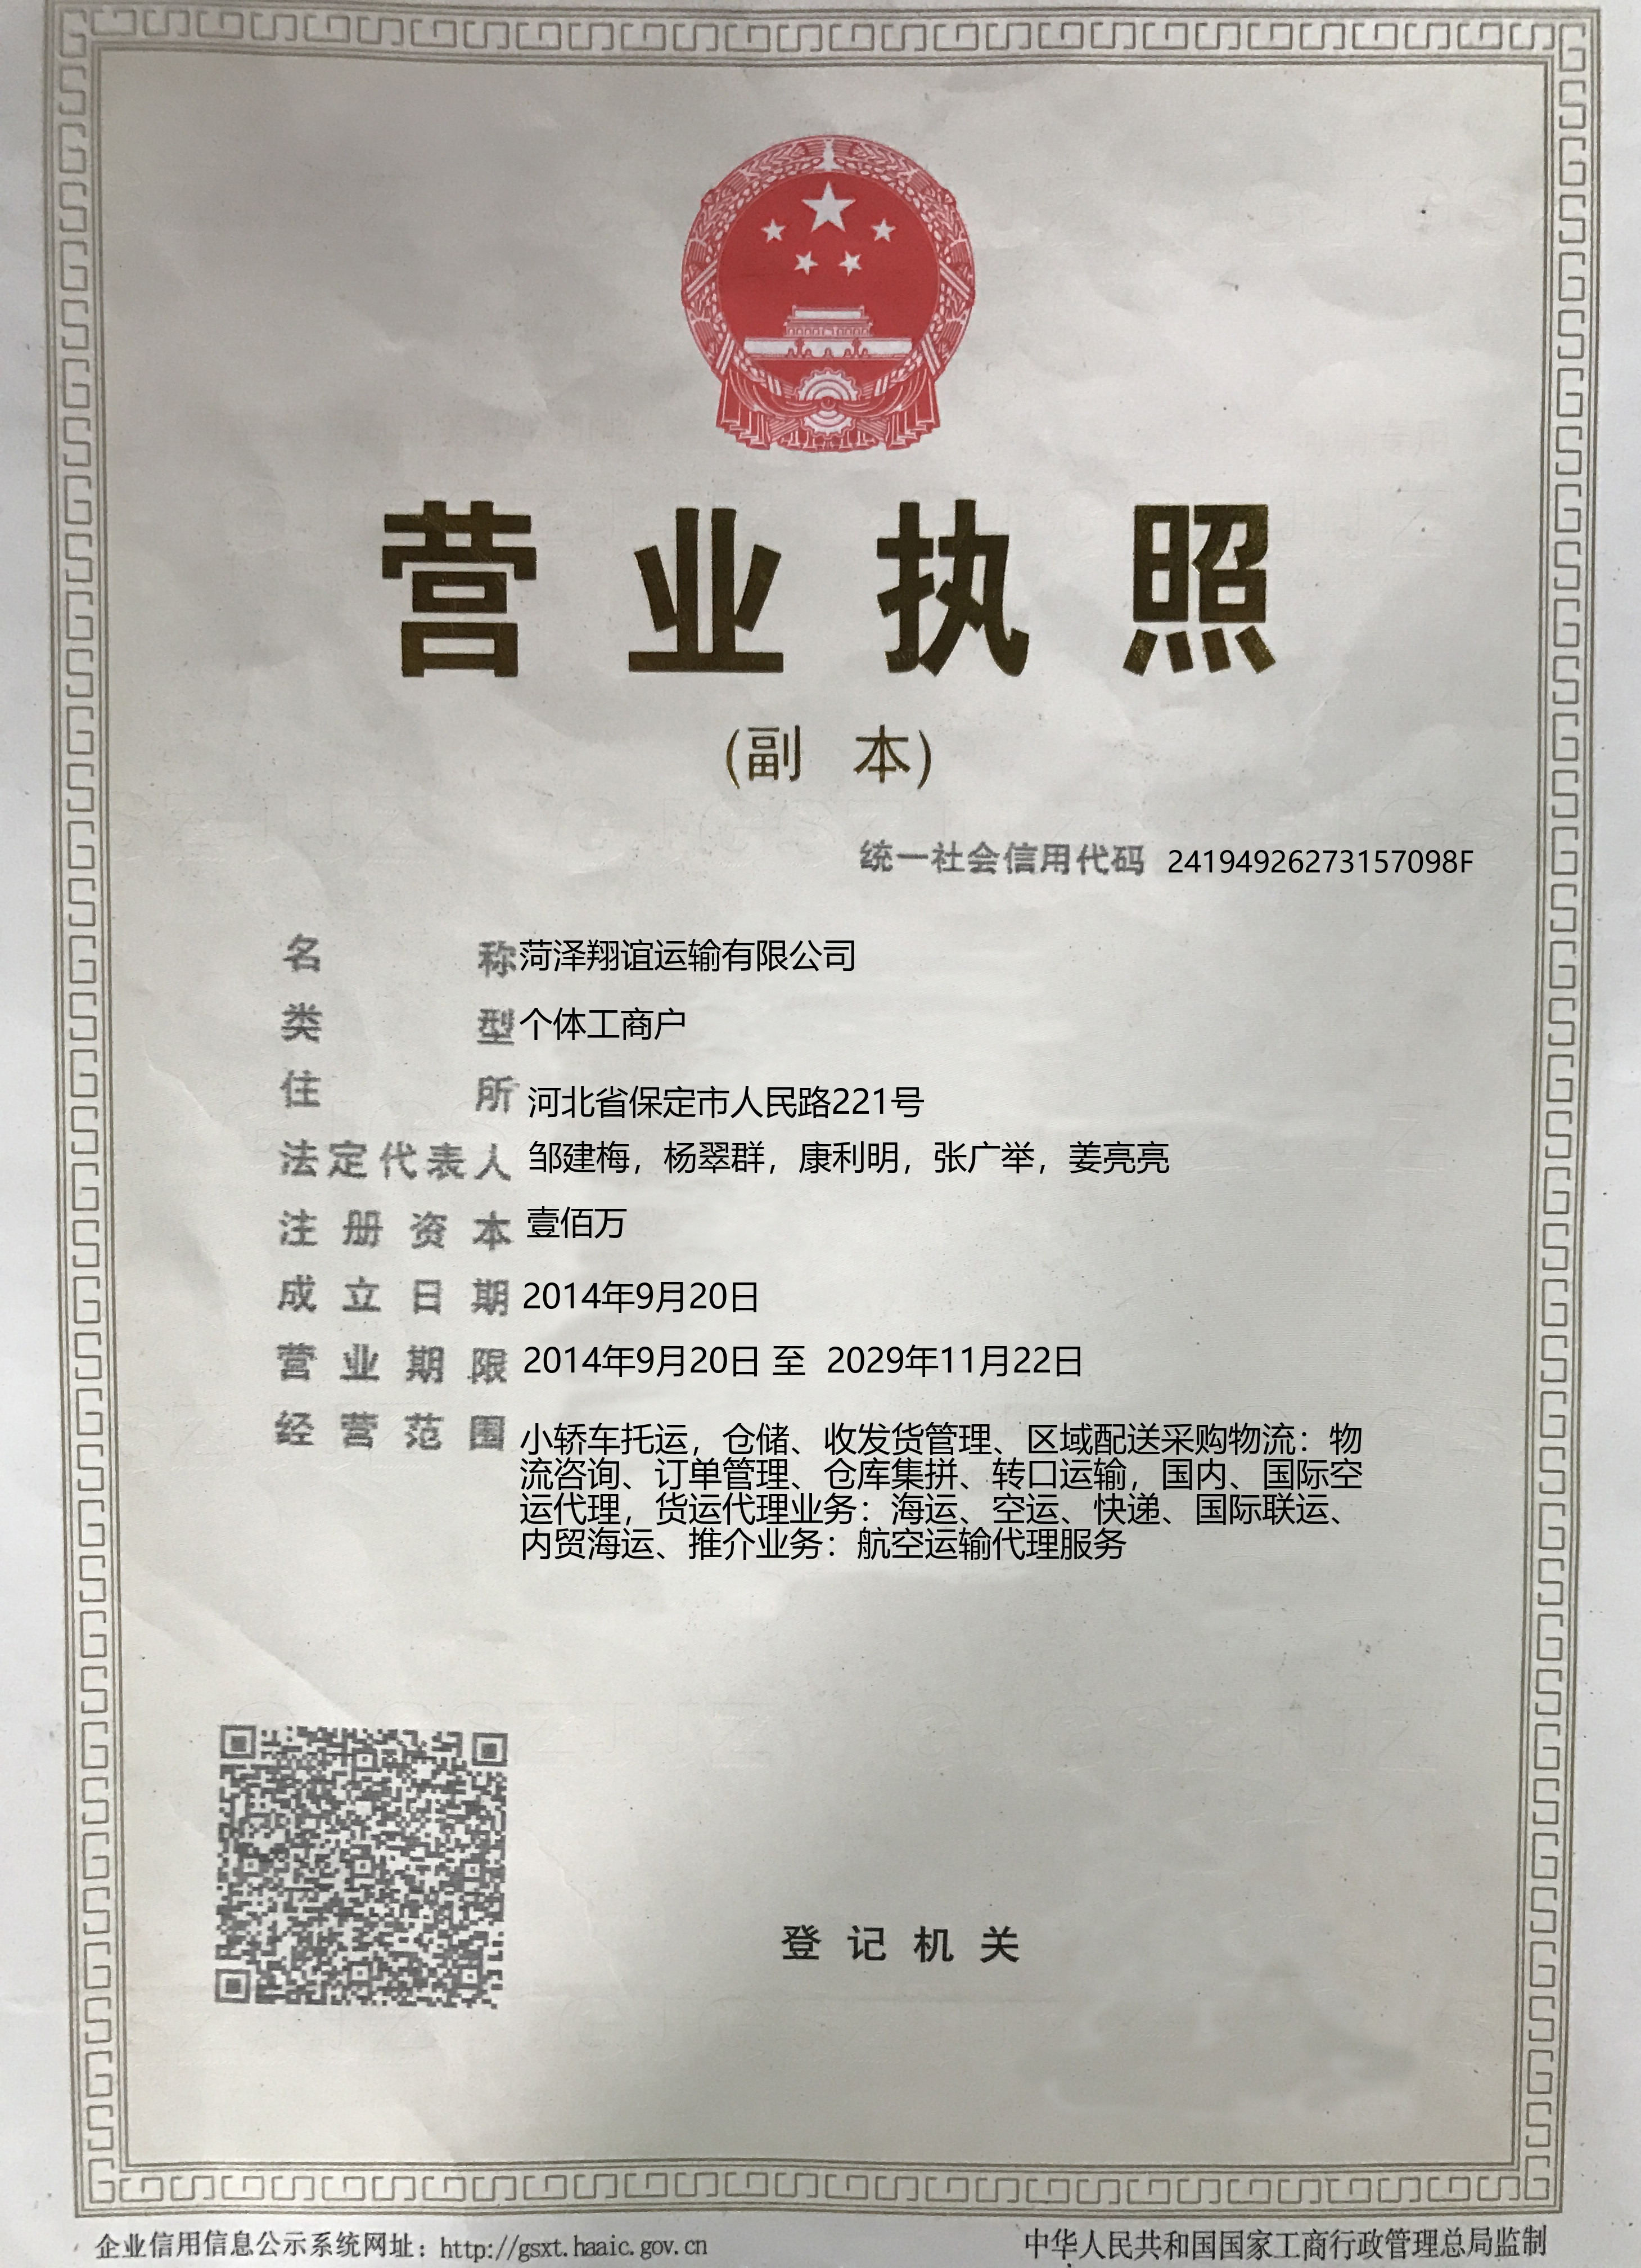 营业执照
(副 本)
统一社会信用代码 24194926273157098F
名 称 菏泽翔谊运输有限公司
类 型 个体工商户
住 所 河北省保定市人民路221号
法定代表人 邹建梅，杨翠群，康利明，张广举，姜亮亮
注册资本 壹佰万
成立日期 2014年9月20日
营业期限 2014年9月20日 至 2029年11月22日
经营范围 小轿车托运，仓储、收发货管理、区域配送采购物流：物
流咨询、订单管理、仓库集拼、转口运输，国内、国际空
运代理，货运代理业务：海运、空运、快递、国际联运、
内贸海运、推介业务：航空运输代理服务
登记机关
企业信用信息公示系统网址：http://gsxt.haaic.gov.cn
中华人民共和国国家工商行政管理总局监制